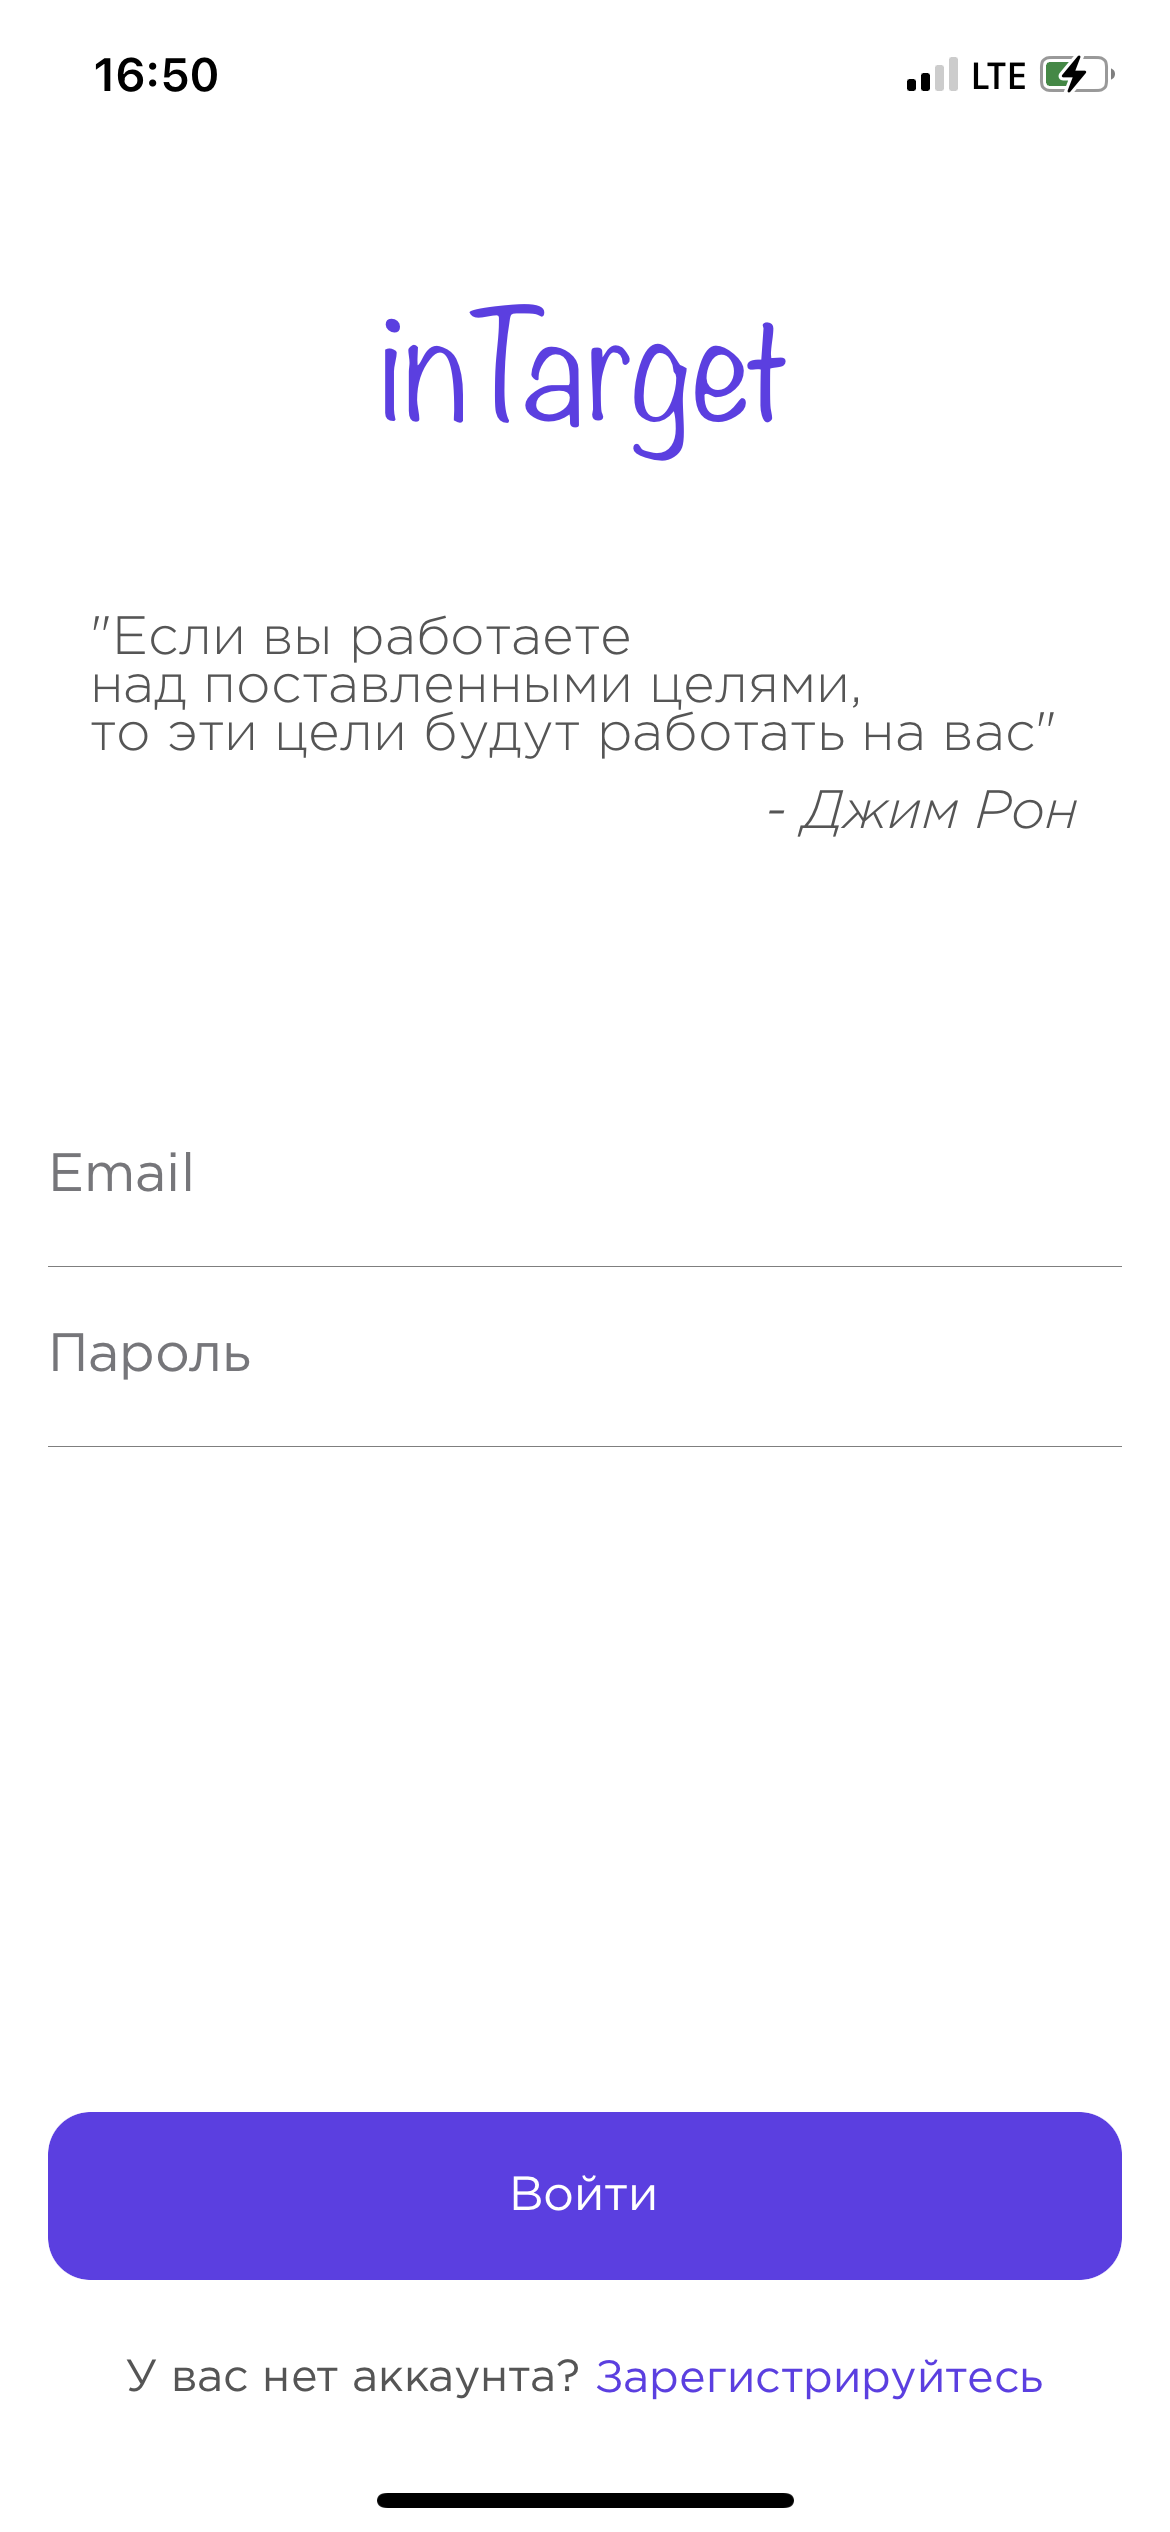 16:50
LTE
inTarget
"Если вы работаете
над поставленными целями,
то эти цели будут работать на вас"
- Джим Рон
Email
Пароль
Войти
У вас нет аккаунта? Зарегистрируйтесь